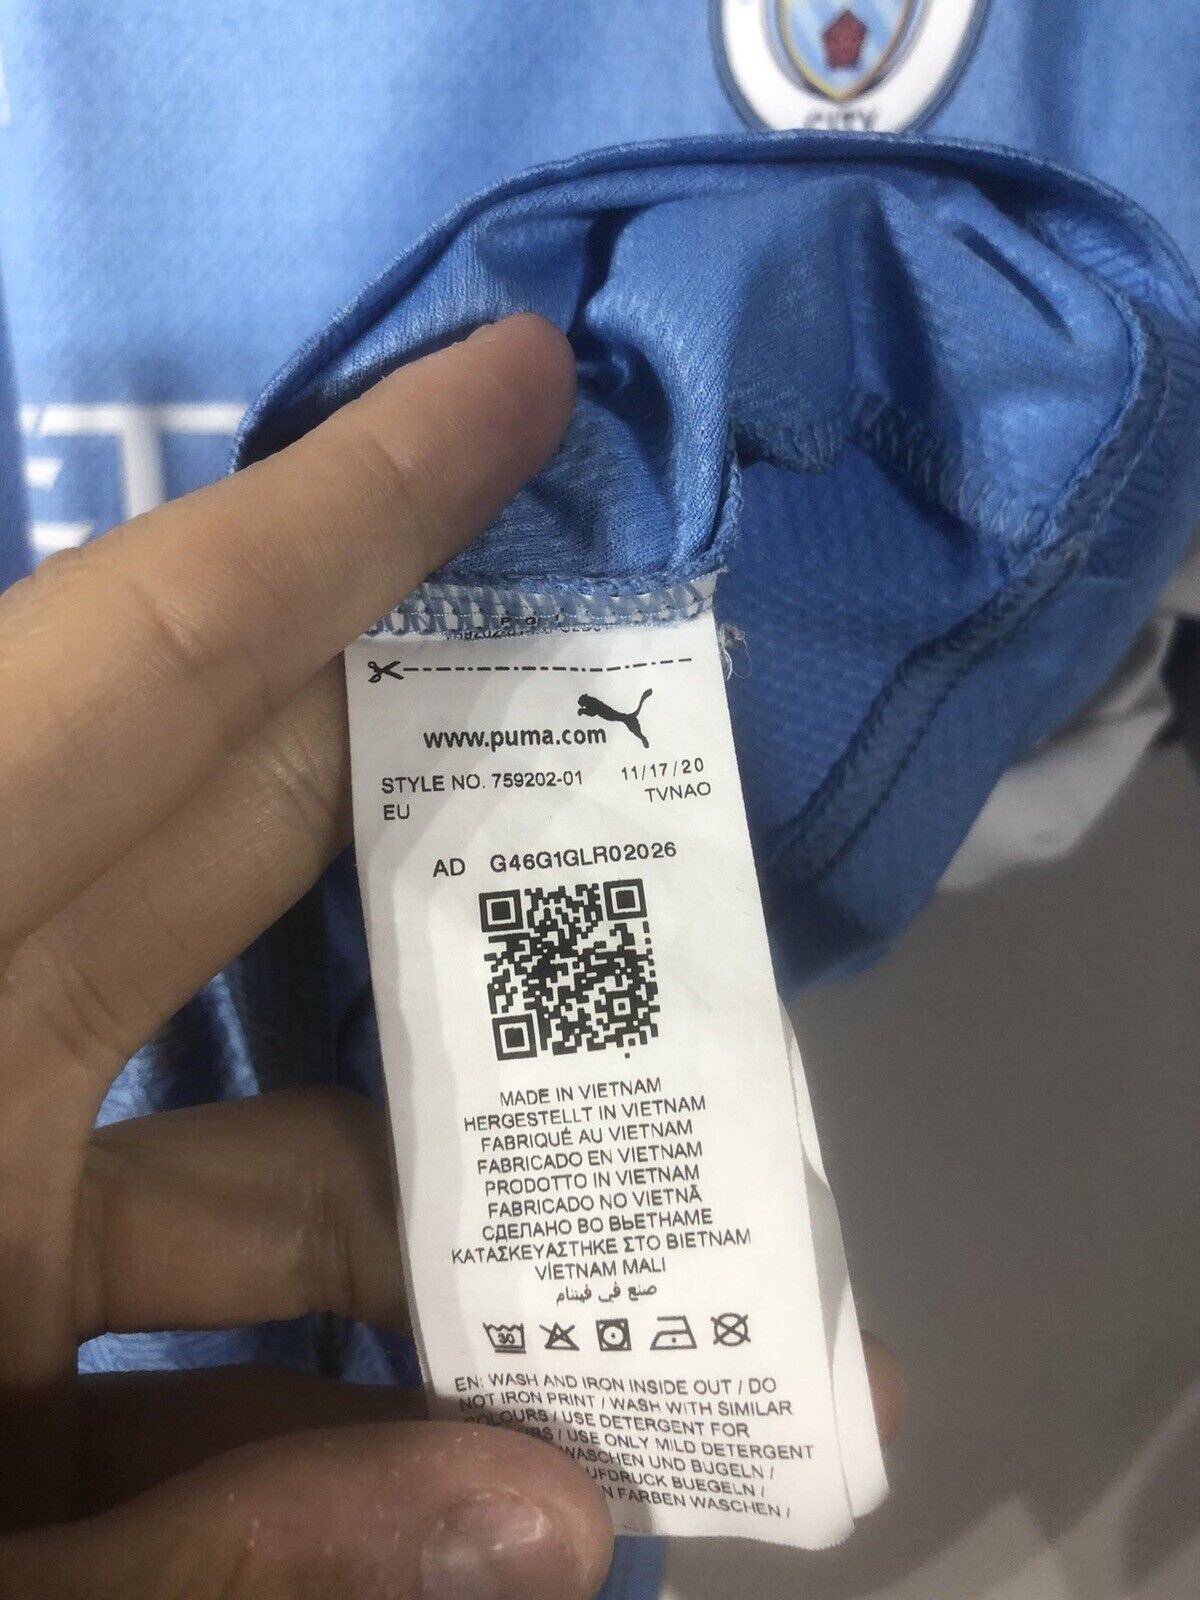 CITY
ET
www.puma.com
STYLE NO. 759202-01 11/17/20
EU TVNAO
AD G46G1GLR02026
MADE IN VIETNAM
HERGESTELLT IN VIETNAM
FABRIQUÉ AU VIETNAM
FABRICADO EN VIETNAM
PRODOTTO IN VIETNAM
FABRICADO NO VIETNÃ
СДЕЛАНО ВО ВЬЕТНАМЕ
ΚΑΤΑΣΚΕΥΑΣΤΗΚΕ ΣΤΟ ΒΙΕΤΝΑΜ
VİETNAM MALI
صنع في فيتنام
30
EN: WASH AND IRON INSIDE OUT / DO
NOT IRON PRINT / WASH WITH SIMILAR
COLOURS / USE DETERGENT FOR
/ USE ONLY MILD DETERGENT
WASCHEN UND BÜGELN /
BUEGELN /
FARBEN WASCHEN /